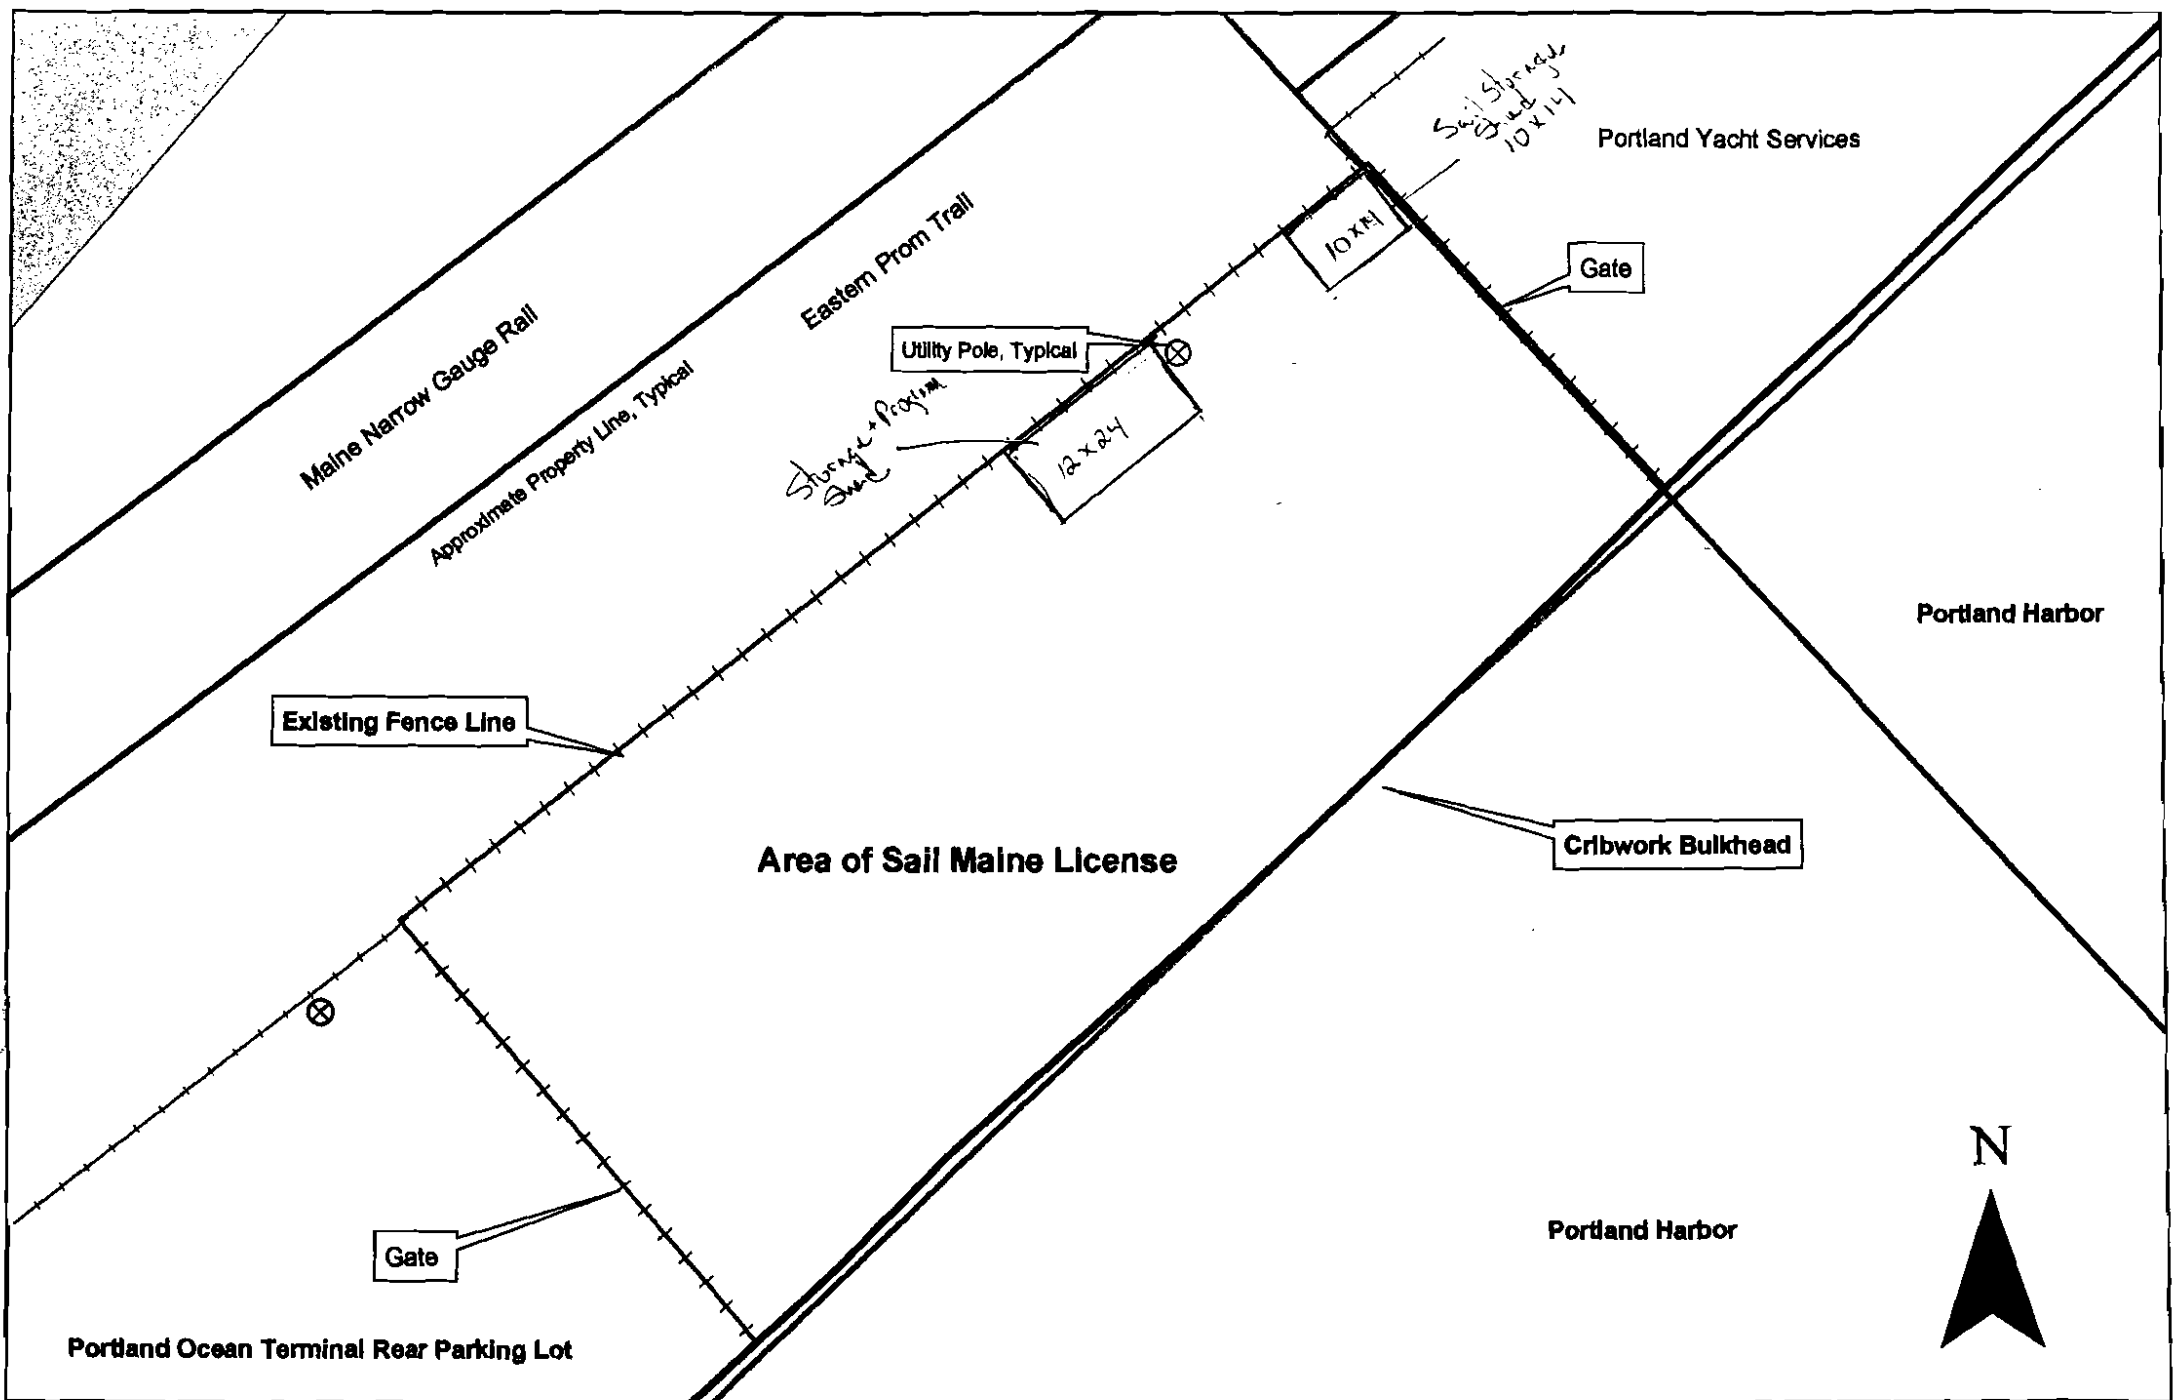 Sail Storage
Shed
10 x 14
Portland Yacht Services
10 x 14
Gate
Eastern Prom Trail
Maine Narrow Gauge Rail
Utility Pole, Typical
Approximate Property Line, Typical
Storage + Program
Shed
12 x 24
Portland Harbor
Existing Fence Line
Cribwork Bulkhead
Area of Sail Maine License
N
Portland Harbor
Gate
Portland Ocean Terminal Rear Parking Lot